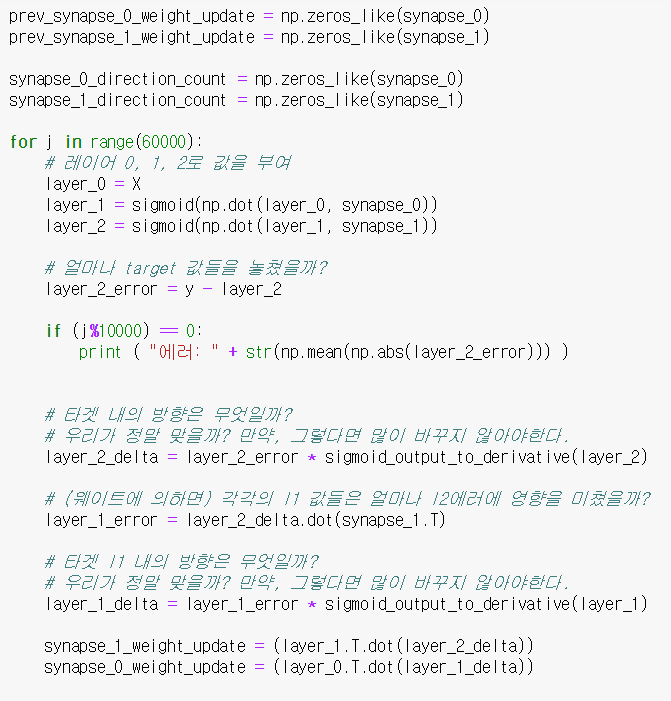 prev_synapse_0_weight_update = np.zeros_like(synapse_0)
prev_synapse_1_weight_update = np.zeros_like(synapse_1)
synapse_0_direction_count = np.zeros_like(synapse_0)
synapse_1_direction_count = np.zeros_like(synapse_1)
for j in range(60000):
# 레이어 0, 1, 2로 값을 부여
layer_0 = X
layer_1 = sigmoid(np.dot(layer_0, synapse_0))
layer_2 = sigmoid(np.dot(layer_1, synapse_1))
# 얼마나 target 값들을 놓쳤을까?
layer_2_error = y - layer_2
if (j%10000) == 0:
print ( "에러: " + str(np.mean(np.abs(layer_2_error))) )
# 타겟 내의 방향은 무엇일까?
# 우리가 정말 맞을까? 만약, 그렇다면 많이 바꾸지 않아야한다.
layer_2_delta = layer_2_error * sigmoid_output_to_derivative(layer_2)
# (웨이트에 의하면) 각각의 l1 값들은 얼마나 l2에러에 영향을 미쳤을까?
layer_1_error = layer_2_delta.dot(synapse_1.T)
# 타겟 l1 내의 방향은 무엇일까?
# 우리가 정말 맞을까? 만약, 그렇다면 많이 바꾸지 않아야한다.
layer_1_delta = layer_1_error * sigmoid_output_to_derivative(layer_1)
synapse_1_weight_update = (layer_1.T.dot(layer_2_delta))
synapse_0_weight_update = (layer_0.T.dot(layer_1_delta))